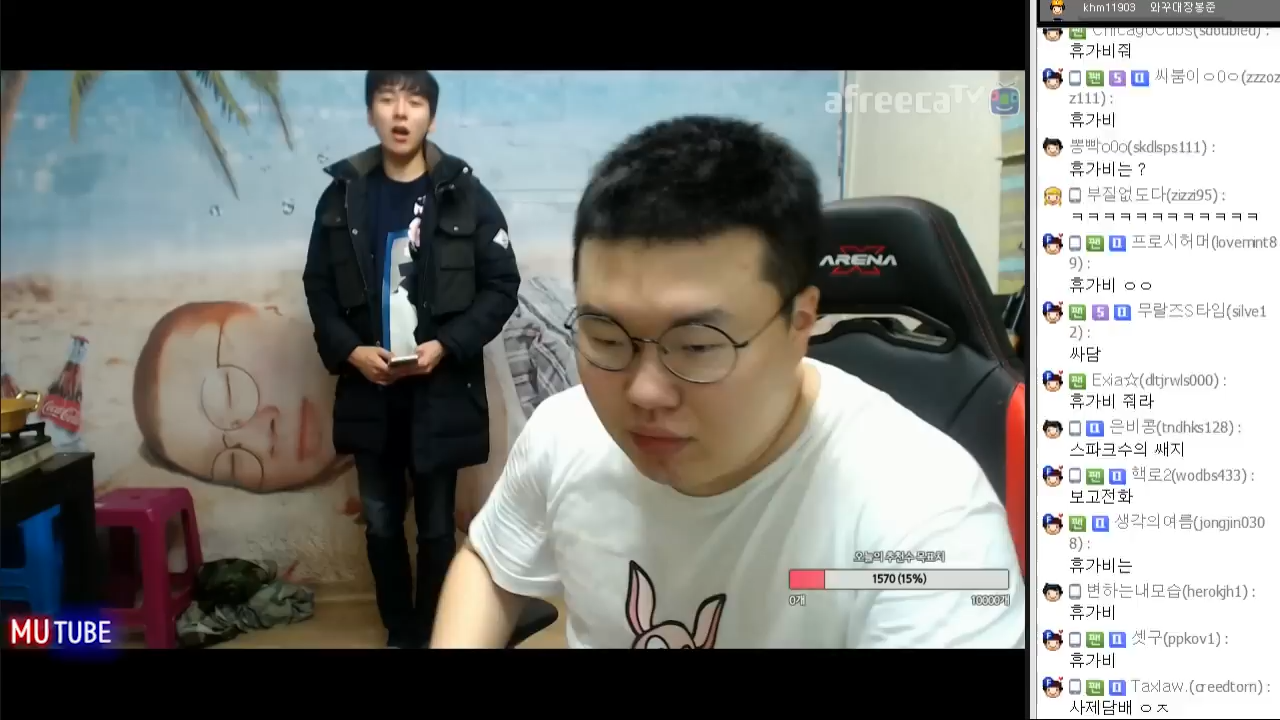 khm11903 와꾸대장봉준
afreecaTV
ChicagoCubs(sububleu) :
휴가비줘
씨붐이ㅇ0ㅇ(zzzoz
z111) :
휴가비
뽕빡o0o(skdlsps111) :
휴가비는 ?
부질없도다(zizzi95) :
ㅋㅋㅋㅋㅋㅋㅋㅋㅋㅋㅋㅋ
프로시허머(lovemint8
9) :
휴가비 ㅇㅇ
ARENA
무랄즈S타임(silve1
2) :
싸담
Exia☆(dtjrwls000) :
휴가비 줘라
은비콩(tndhks128) :
스파크수의 쌔지
핵로2(wodbs433) :
보고전화
생각의여름(jongjin030
8) :
휴가비는
오늘의 추천수 목표치
1570 (15%)
0개 10000개
변하는내모습(herokjh1) :
휴가비
MUTUBE
셋구(ppkov1) :
휴가비
Taxlaw.(creedtom) :
사제담배 ㅇㅈ